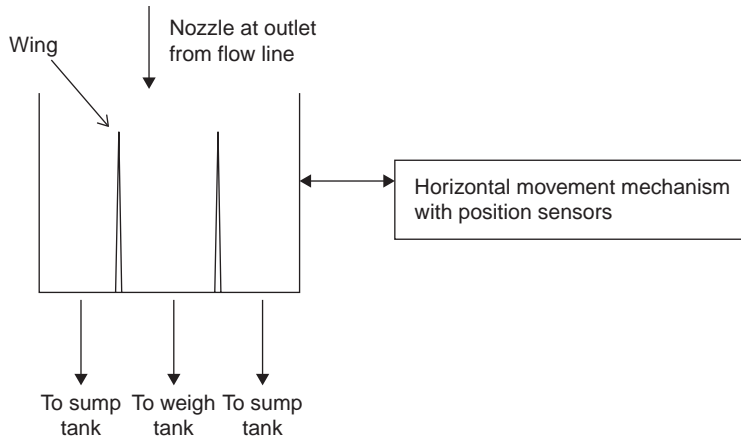 Nozzle at outlet
from flow line
Wing
Horizontal movement mechanism
with position sensors
To sump
tank
To weigh
tank
To sump
tank